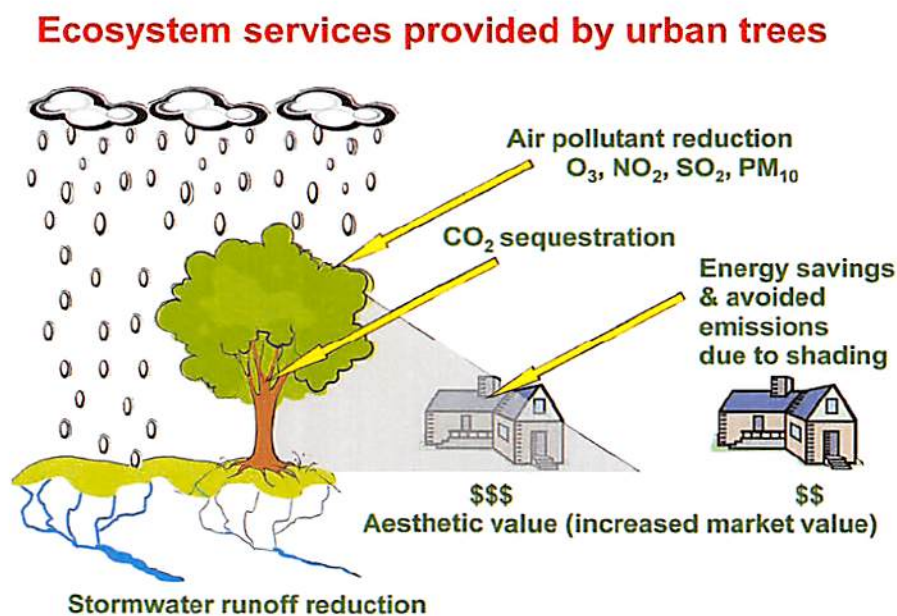 Ecosystem services provided by urban trees
Air pollutant reduction
O₃, NO₂, SO₂, PM₁₀
CO₂ sequestration
Energy savings
& avoided
emissions
due to shading
$$$
$$
Aesthetic value (increased market value)
Stormwater runoff reduction